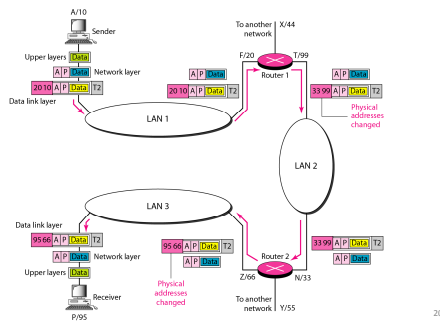 A/10
Sender
To another
network
X/44
Upper layers
Data
A P Data
Network layer
20 10 A P Data T2
Data link layer
F/20
T/99
Router 1
A P Data
20 10 A P Data T2
A P Data
33 99 A P Data T2
Physical
addresses
changed
LAN 1
LAN 2
LAN 3
Data link layer
95 66 A P Data T2
A P Data
Network layer
Upper layers
Data
Receiver
P/95
95 66 A P Data T2
A P Data
Physical
addresses
changed
Router 2
Z/66
N/33
33 99 A P Data T2
A P Data
To another
network
Y/55